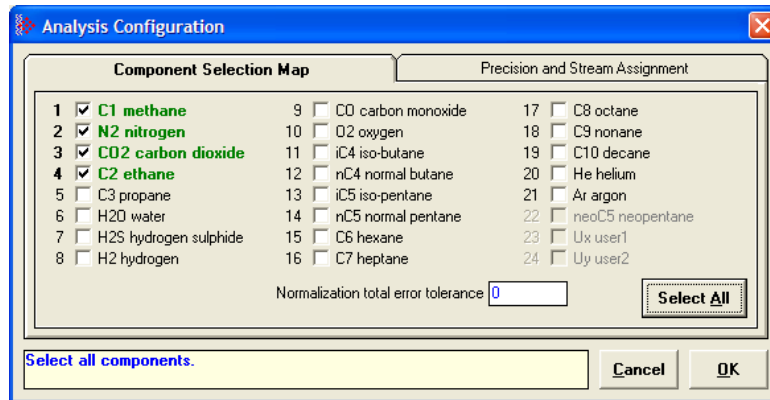 Analysis Configuration
Component Selection Map
Precision and Stream Assignment
1 C1 methane
2 N2 nitrogen
3 CO2 carbon dioxide
4 C2 ethane
5 C3 propane
6 H2O water
7 H2S hydrogen sulphide
8 H2 hydrogen
9 CO carbon monoxide
10 O2 oxygen
11 iC4 iso-butane
12 nC4 normal butane
13 iC5 iso-pentane
14 nC5 normal pentane
15 C6 hexane
16 C7 heptane
17 C8 octane
18 C9 nonane
19 C10 decane
20 He helium
21 Ar argon
22 neoC5 neopentane
23 Ux user1
24 Uy user2
Normalization total error tolerance 0
Select All
Select all components.
Cancel
OK